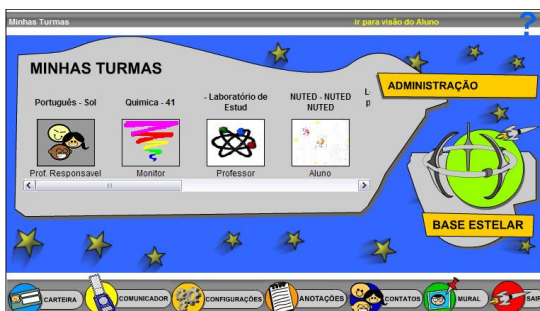 Minhas Turmas
ir para visão do Aluno
?
MINHAS TURMAS
ADMINISTRAÇÃO
Português - Sol
Quimica - 41
- Laboratório de
Estud
NUTED - NUTED
NUTED
L
p
Prof. Responsavel
Monitor
Professor
Aluno
BASE ESTELAR
CARTEIRA
COMUNICADOR
CONFIGURAÇÕES
ANOTAÇÕES
CONTATOS
MURAL
SAIR